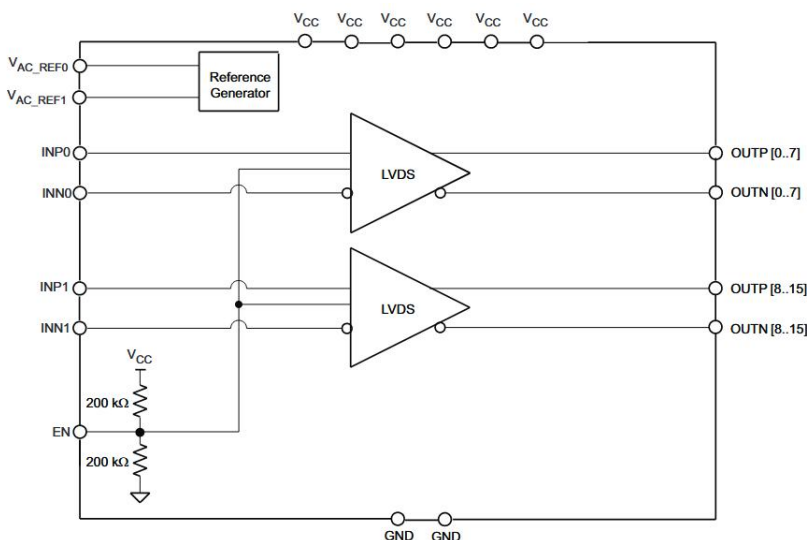 VCC VCC VCC VCC VCC VCC
VAC_REF0
VAC_REF1
Reference
Generator
INP0
LVDS
OUTP [0..7]
INN0
OUTN [0..7]
INP1
LVDS
OUTP [8..15]
INN1
OUTN [8..15]
VCC
200 kΩ
EN
200 kΩ
GND GND